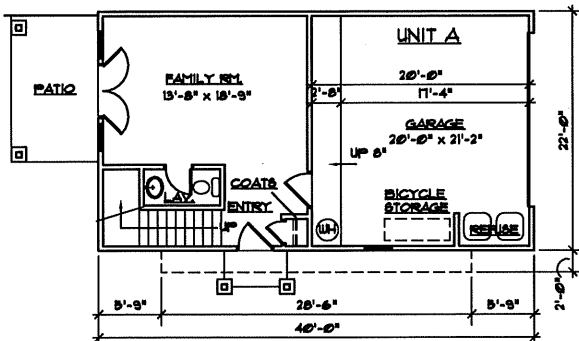 UNIT A
PATIO
FAMILY RM.
13'-8" x 18'-9"
20'-0"
2'-8"
17'-4"
GARAGE
20'-0" x 21'-2"
UP 8"
22'-0"
LAV.
COATS
ENTRY
UP
WH
BICYCLE
STORAGE
REFUSE
5'-9"
28'-6"
5'-9"
2'-0"
40'-0"